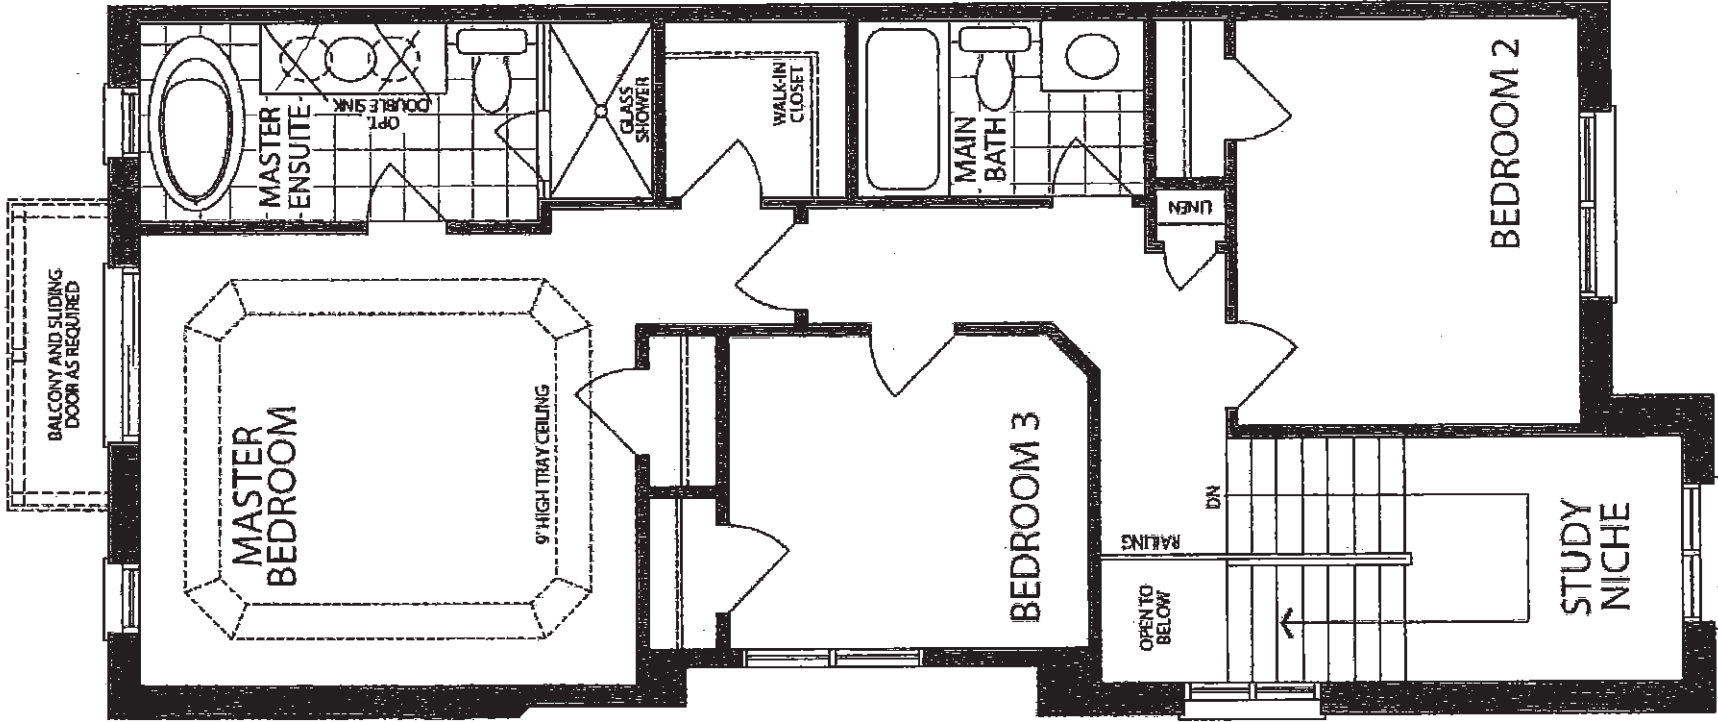 MASTER
ENSUITE
OPT.
DOUBLE SINK
GLASS
SHOWER
WALK-IN
CLOSET
MAIN
BATH
LINEN
BEDROOM 2
BALCONY AND SLIDING
DOOR AS REQUIRED
MASTER
BEDROOM
9' HIGH TRAY CEILING
BEDROOM 3
DN
RAILING
OPEN TO
BELOW
STUDY
NICHE